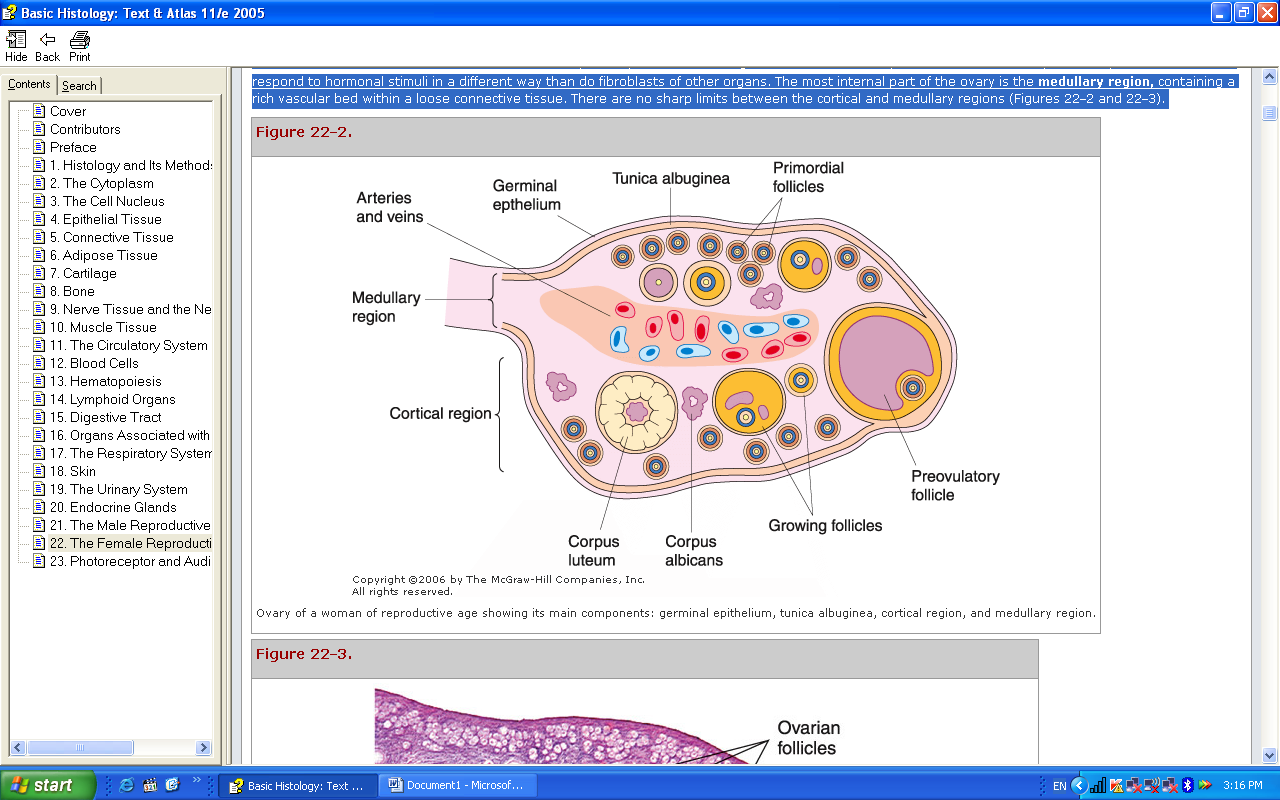 Basic Histology: Text & Atlas 11/e 2005
Hide Back Print
Contents Search
Cover
Contributors
Preface
1. Histology and Its Methods
2. The Cytoplasm
3. The Cell Nucleus
4. Epithelial Tissue
5. Connective Tissue
6. Adipose Tissue
7. Cartilage
8. Bone
9. Nerve Tissue and the Ne
10. Muscle Tissue
11. The Circulatory System
12. Blood Cells
13. Hematopoiesis
14. Lymphoid Organs
15. Digestive Tract
16. Organs Associated with
17. The Respiratory System
18. Skin
19. The Urinary System
20. Endocrine Glands
21. The Male Reproductive
22. The Female Reproducti
23. Photoreceptor and Audi
respond to hormonal stimuli in a different way than do fibroblasts of other organs. The most internal part of the ovary is the medullary region, containing a
rich vascular bed within a loose connective tissue. There are no sharp limits between the cortical and medullary regions (Figures 22–2 and 22–3).
Figure 22–2.
Arteries
and veins
Germinal
epthelium
Tunica albuginea
Primordial
follicles
Medullary
region
Cortical region
Preovulatory
follicle
Growing follicles
Corpus
luteum
Corpus
albicans
Copyright ©2006 by The McGraw-Hill Companies, Inc.
All rights reserved.
Ovary of a woman of reproductive age showing its main components: germinal epithelium, tunica albuginea, cortical region, and medullary region.
Figure 22–3.
Ovarian
follicles
start
Basic Histology: Text ...
Document1 - Microsof...
EN
3:16 PM